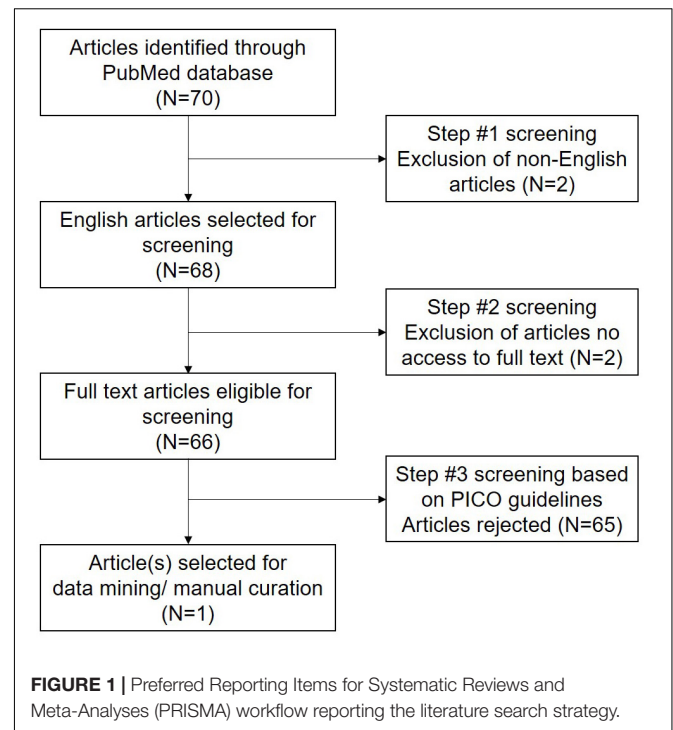 Articles identified through
PubMed database
(N=70)
Step #1 screening
Exclusion of non-English
articles (N=2)
English articles selected for
screening
(N=68)
Step #2 screening
Exclusion of articles no
access to full text (N=2)
Full text articles eligible for
screening
(N=66)
Step #3 screening based
on PICO guidelines
Articles rejected (N=65)
Article(s) selected for
data mining/ manual curation
(N=1)
FIGURE 1 | Preferred Reporting Items for Systematic Reviews and
Meta-Analyses (PRISMA) workflow reporting the literature search strategy.